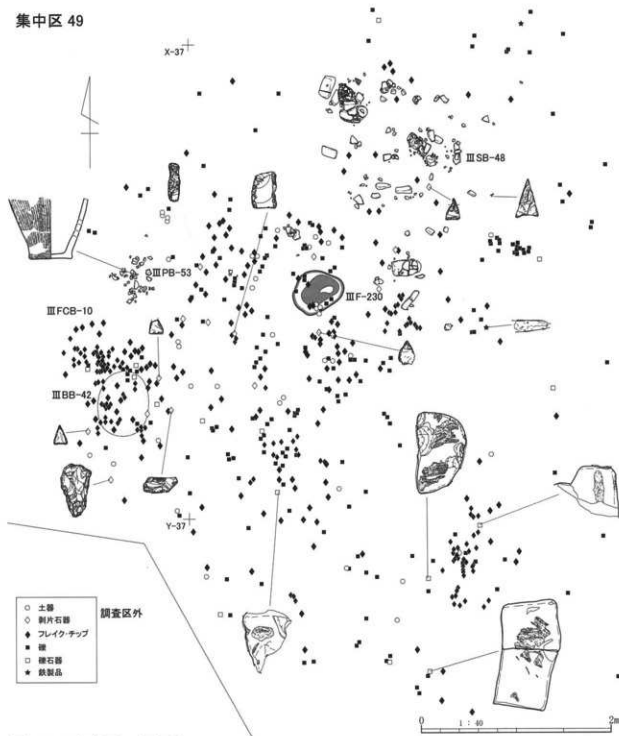 集中区 49
X-37
ⅢSB-48
ⅢPB-53
ⅢF-230
ⅢFCB-10
ⅢBB-42
Y-37
調査区外
土器
剥片石器
フレイク・チップ
礫
礫石器
鉄製品
0
1 : 40
2m